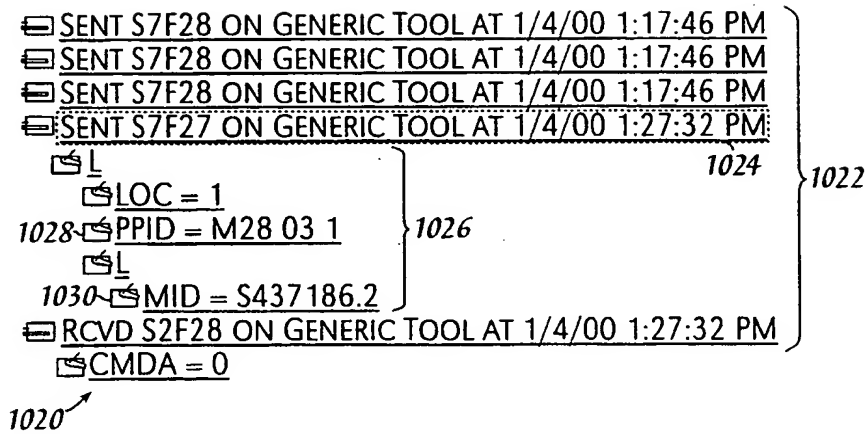 SENT S7F28 ON GENERIC TOOL AT 1/4/00 1:17:46 PM
SENT S7F28 ON GENERIC TOOL AT 1/4/00 1:17:46 PM
SENT S7F28 ON GENERIC TOOL AT 1/4/00 1:17:46 PM
SENT S7F27 ON GENERIC TOOL AT 1/4/00 1:27:32 PM
L 1024 1022
LOC = 1
1028 PPID = M28 03 1 1026
L
1030 MID = S437186.2
RCVD S2F28 ON GENERIC TOOL AT 1/4/00 1:27:32 PM
CMDA = 0
1020